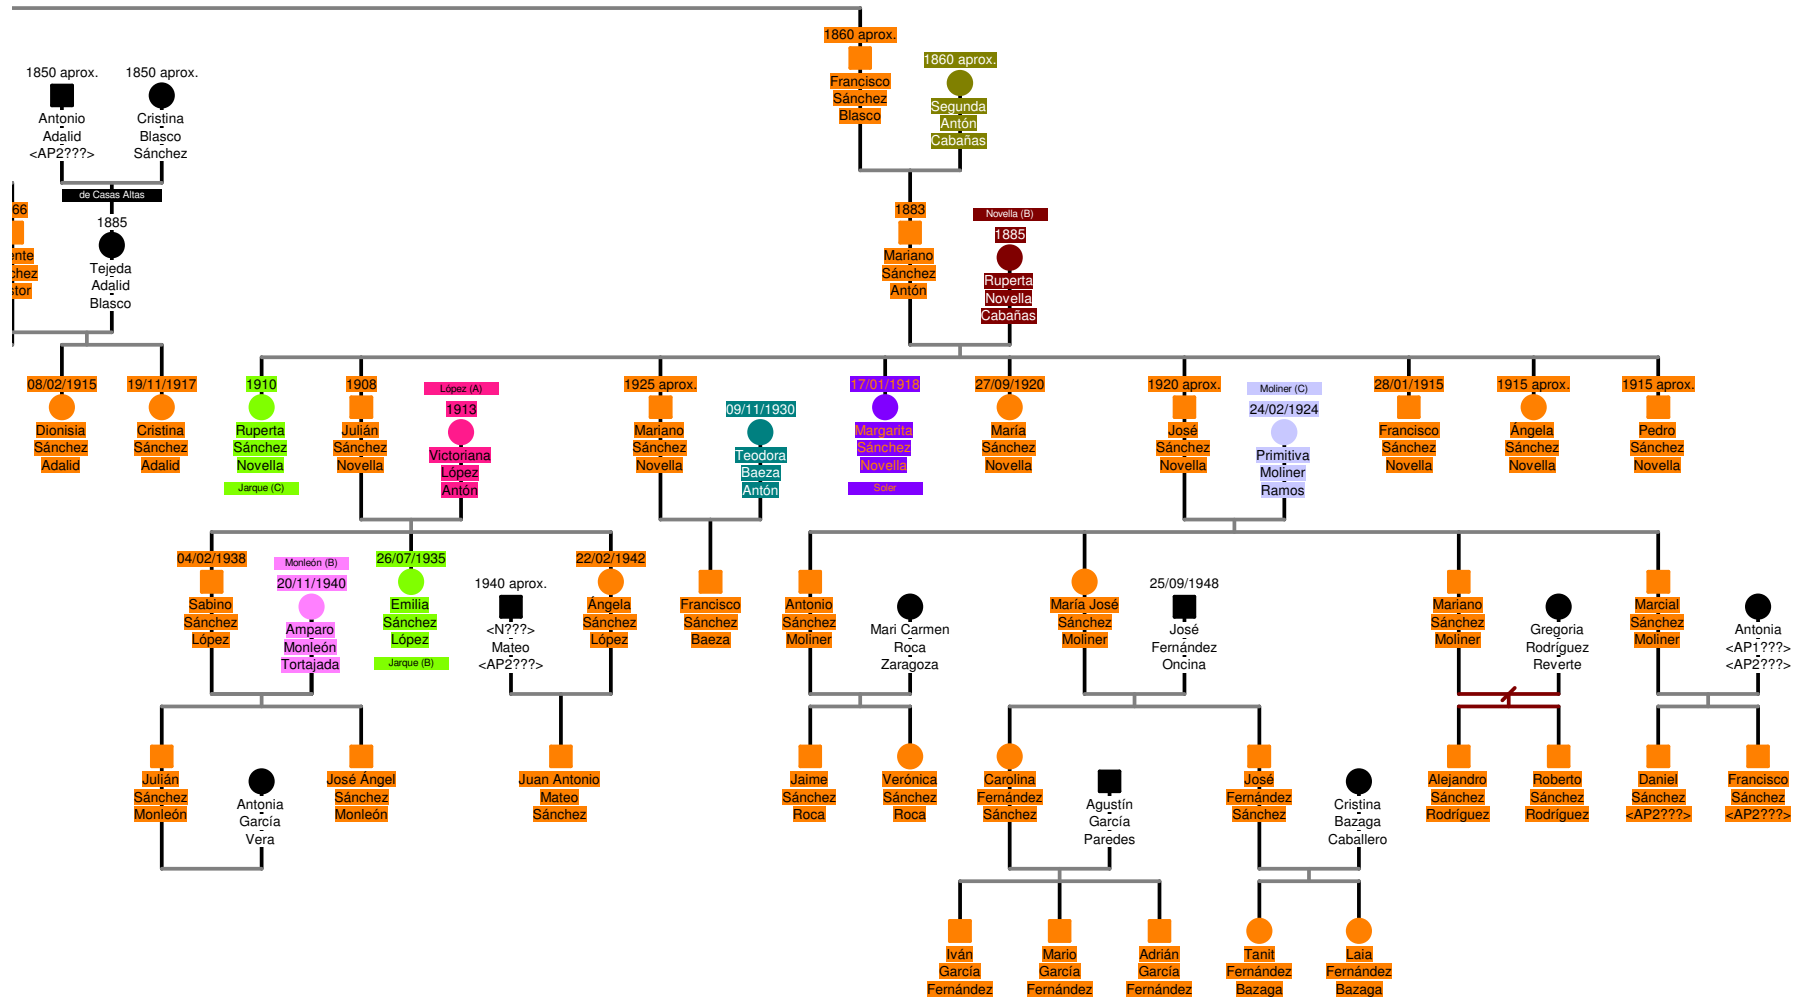 1860 aprox.
Francisco
Sánchez
Blasco
1860 aprox.
Segunda
Antón
Cabañas
1850 aprox.
Antonio
Adalid
<AP2???>
1850 aprox.
Cristina
Blasco
Sánchez
de Casas Altas
66
1885
Tejeda
Adalid
Blasco
1883
Mariano
Sánchez
Antón
Novella (B)
1885
Ruperta
Novella
Cabañas
08/02/1915
Dionisia
Sánchez
Adalid
19/11/1917
Cristina
Sánchez
Adalid
1910
Ruperta
Sánchez
Novella
Jarque (C)
1908
Julián
Sánchez
Novella
López (A)
1913
Victoriana
López
Antón
1925 aprox.
Mariano
Sánchez
Novella
09/11/1930
Teodora
Baeza
Antón
17/01/1918
Margarita
Sánchez
Novella
Soler
27/09/1920
María
Sánchez
Novella
1920 aprox.
José
Sánchez
Novella
Moliner (C)
24/02/1924
Primitiva
Moliner
Ramos
28/01/1915
Francisco
Sánchez
Novella
1915 aprox.
Ángela
Sánchez
Novella
1915 aprox.
Pedro
Sánchez
Novella
04/02/1938
Sabino
Sánchez
López
Monleón (B)
20/11/1940
Amparo
Monleón
Tortajada
26/07/1935
Emilia
Sánchez
López
Jarque (B)
1940 aprox.
<N???>
Mateo
<AP2???>
22/02/1942
Ángela
Sánchez
López
Francisco
Sánchez
Baeza
Antonio
Sánchez
Moliner
Mari Carmen
Roca
Zaragoza
María José
Sánchez
Moliner
25/09/1948
José
Fernández
Oncina
Mariano
Sánchez
Moliner
Gregoria
Rodríguez
Reverte
Marcial
Sánchez
Moliner
Antonia
<AP1???>
<AP2???>
Julián
Sánchez
Monleón
Antonia
García
Vera
José Ángel
Sánchez
Monleón
Juan Antonio
Mateo
Sánchez
Jaime
Sánchez
Roca
Verónica
Sánchez
Roca
Carolina
Fernández
Sánchez
Agustín
García
Paredes
José
Fernández
Sánchez
Cristina
Bazaga
Caballero
Alejandro
Sánchez
Rodríguez
Roberto
Sánchez
Rodríguez
Daniel
Sánchez
<AP2???>
Francisco
Sánchez
<AP2???>
Iván
García
Fernández
Mario
García
Fernández
Adrián
García
Fernández
Tanit
Fernández
Bazaga
Laia
Fernández
Bazaga